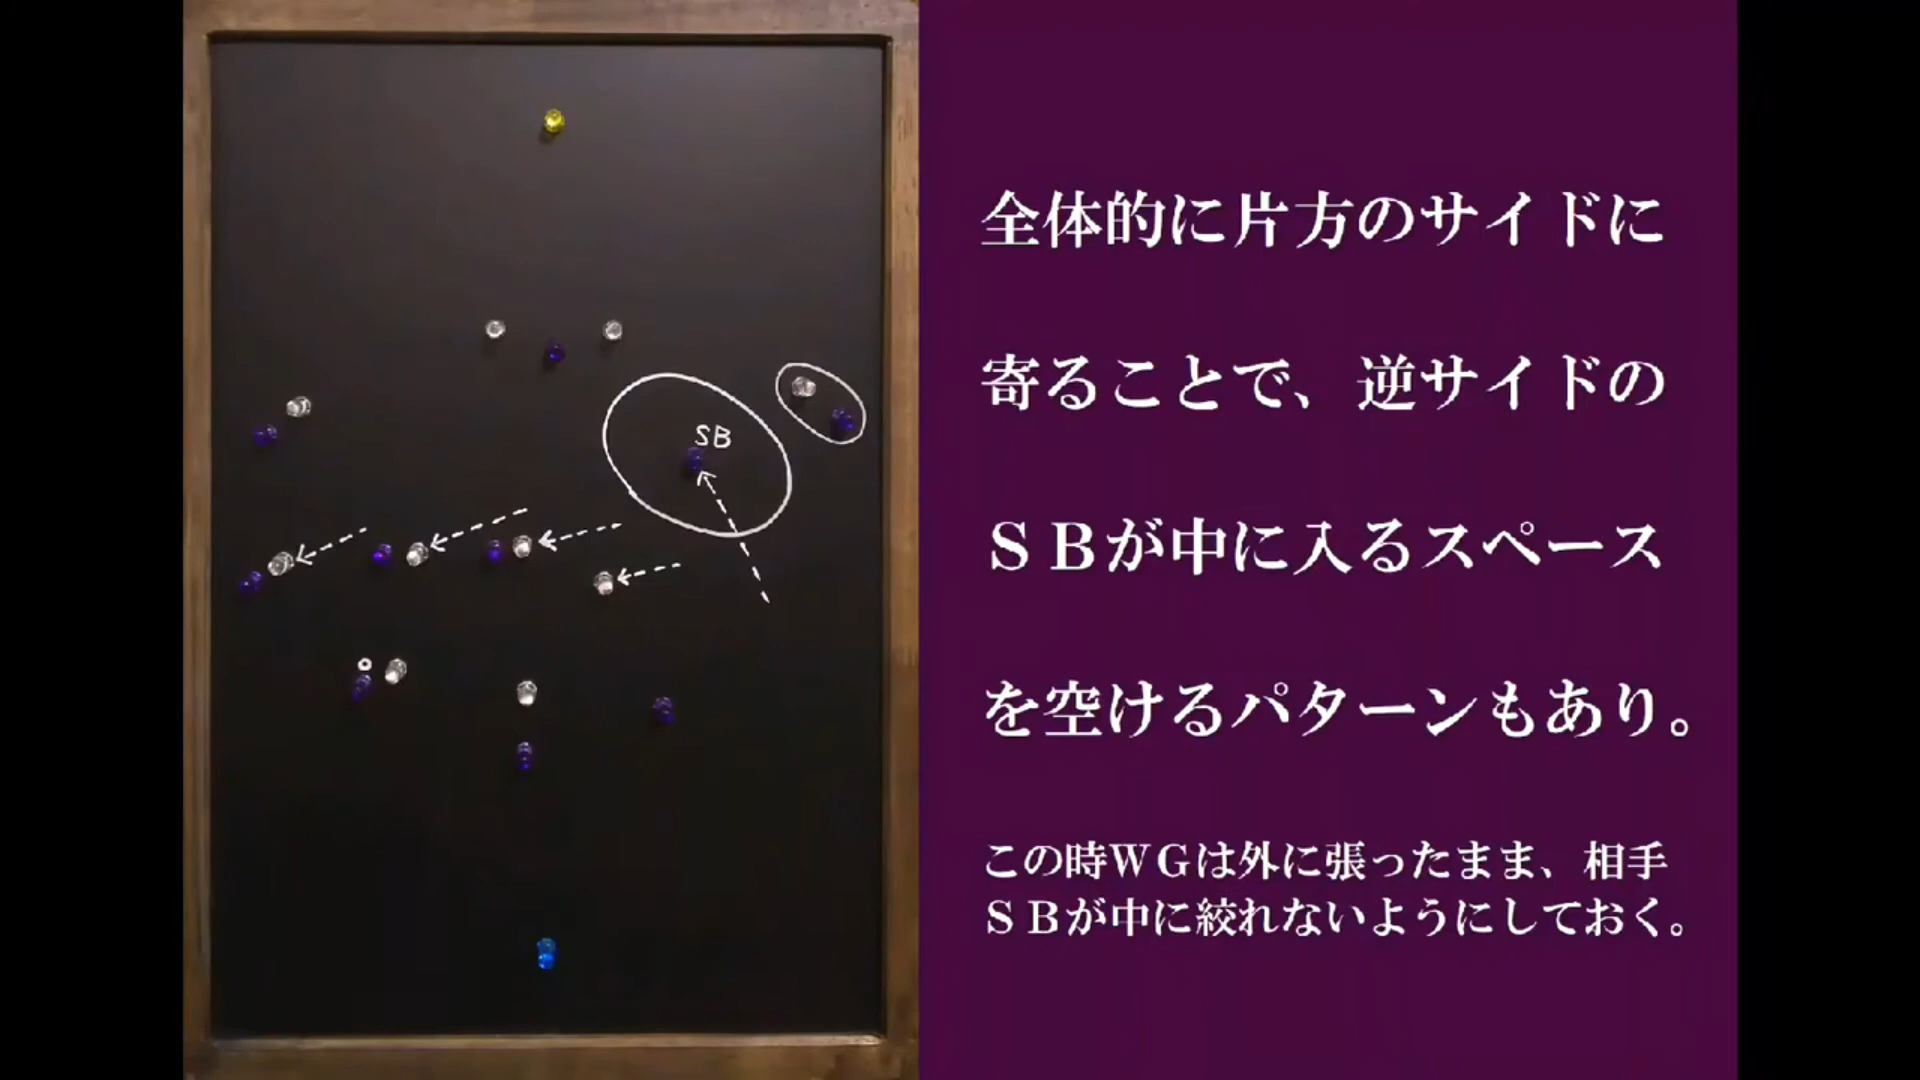 SB
全体的に片方のサイドに
寄ることで、逆サイドの
ＳＢが中に入るスペース
を空けるパターンもあり。
この時ＷＧは外に張ったまま、相手
ＳＢが中に絞れないようにしておく。